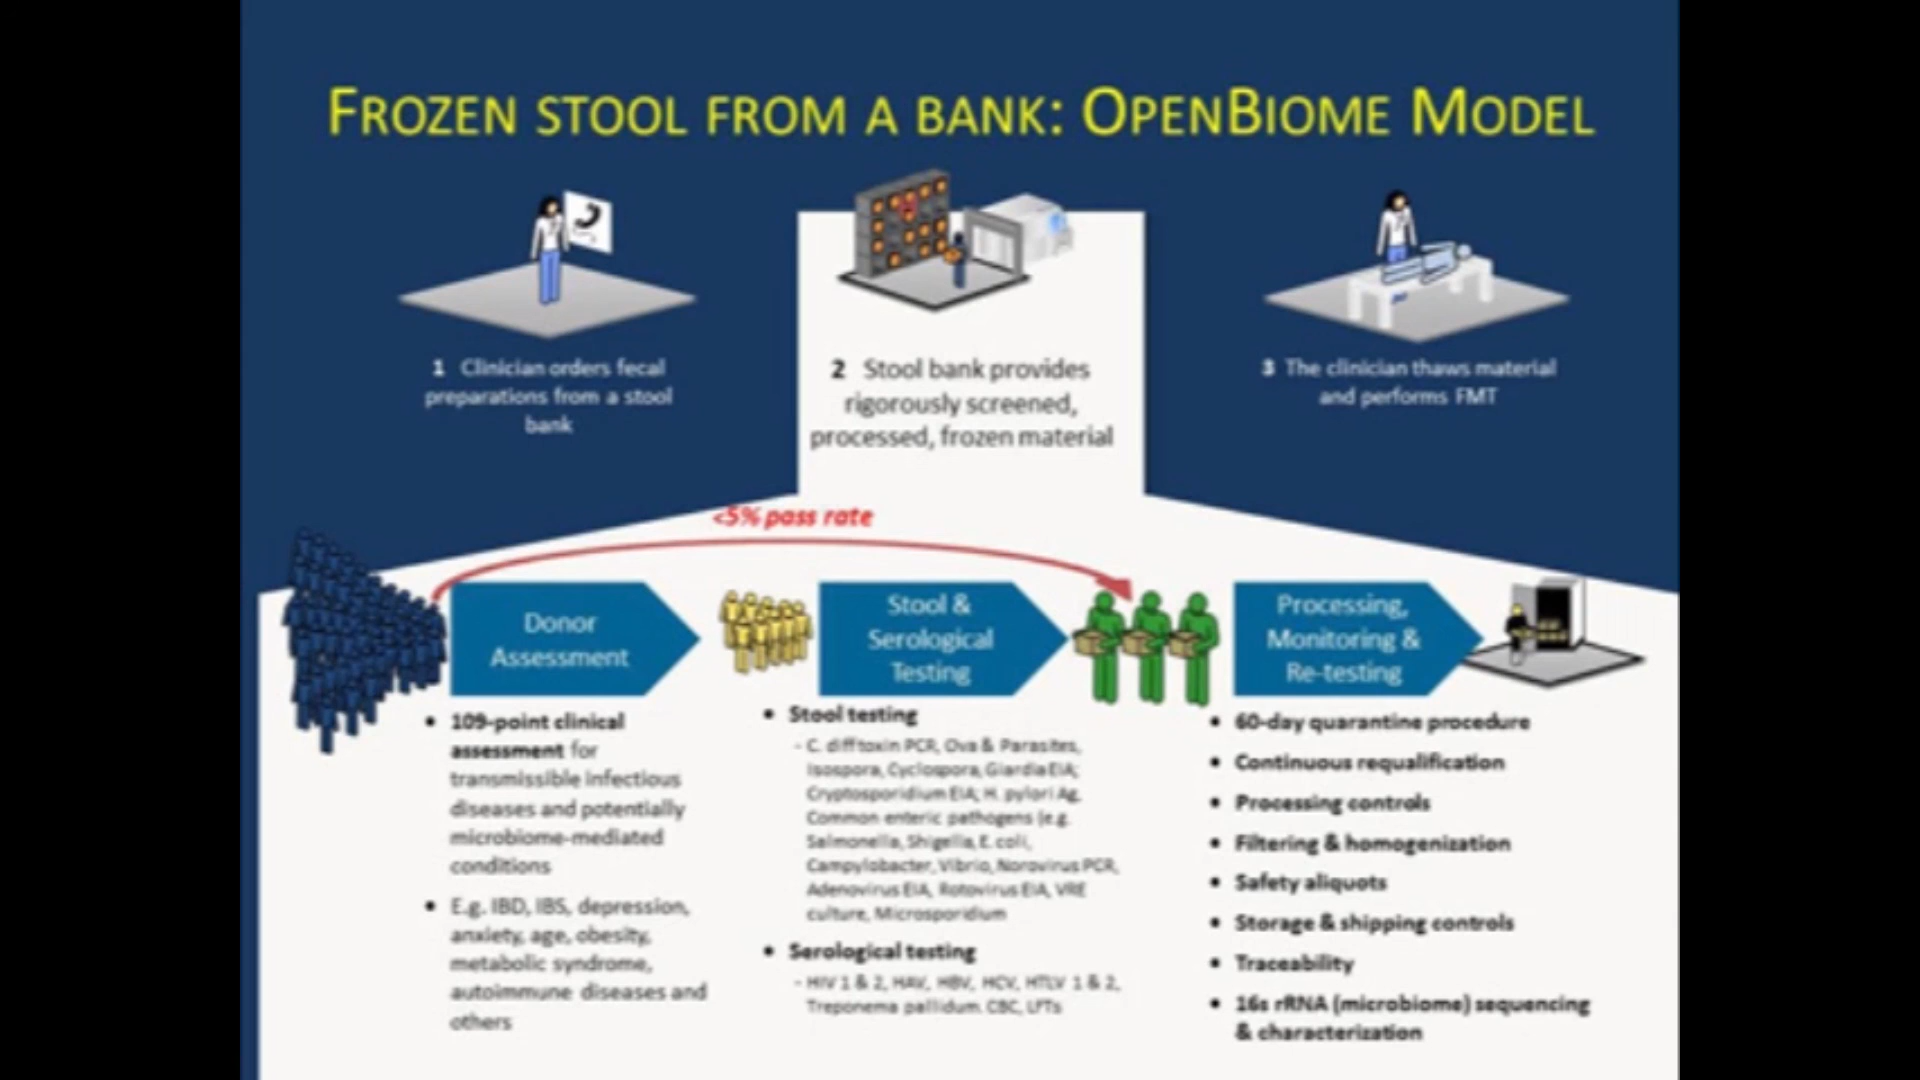 FROZEN STOOL FROM A BANK: OPENBIOME MODEL
1 Clinician orders fecal
preparations from a stool
bank
2 Stool bank provides
rigorously screened,
processed, frozen material
3 The clinician thaws material
and performs FMT
<5% pass rate
Donor
Assessment
Stool &
Serological
Testing
Processing,
Monitoring &
Re-testing
• 109-point clinical
assessment for
transmissible infectious
diseases and potentially
microbiome-mediated
conditions
• E.g. IBD, IBS, depression,
anxiety, age, obesity,
metabolic syndrome,
autoimmune diseases and
others
• Stool testing
- C. diff toxin PCR, Ova & Parasites,
Isospora, Cyclospora, Giardia EIA;
Cryptosporidium EIA; H. pylori Ag,
Common enteric pathogens (e.g.
Salmonella, Shigella, E. coli,
Campylobacter, Vibrio, Norovirus PCR,
Adenovirus EIA, Rotovirus EIA, VRE
culture, Microsporidium
• Serological testing
- HIV 1 & 2, HAV, HBV, HCV, HTLV 1 & 2,
Treponema pallidum. CBC, LFTs
• 60-day quarantine procedure
• Continuous requalification
• Processing controls
• Filtering & homogenization
• Safety aliquots
• Storage & shipping controls
• Traceability
• 16s rRNA (microbiome) sequencing
& characterization